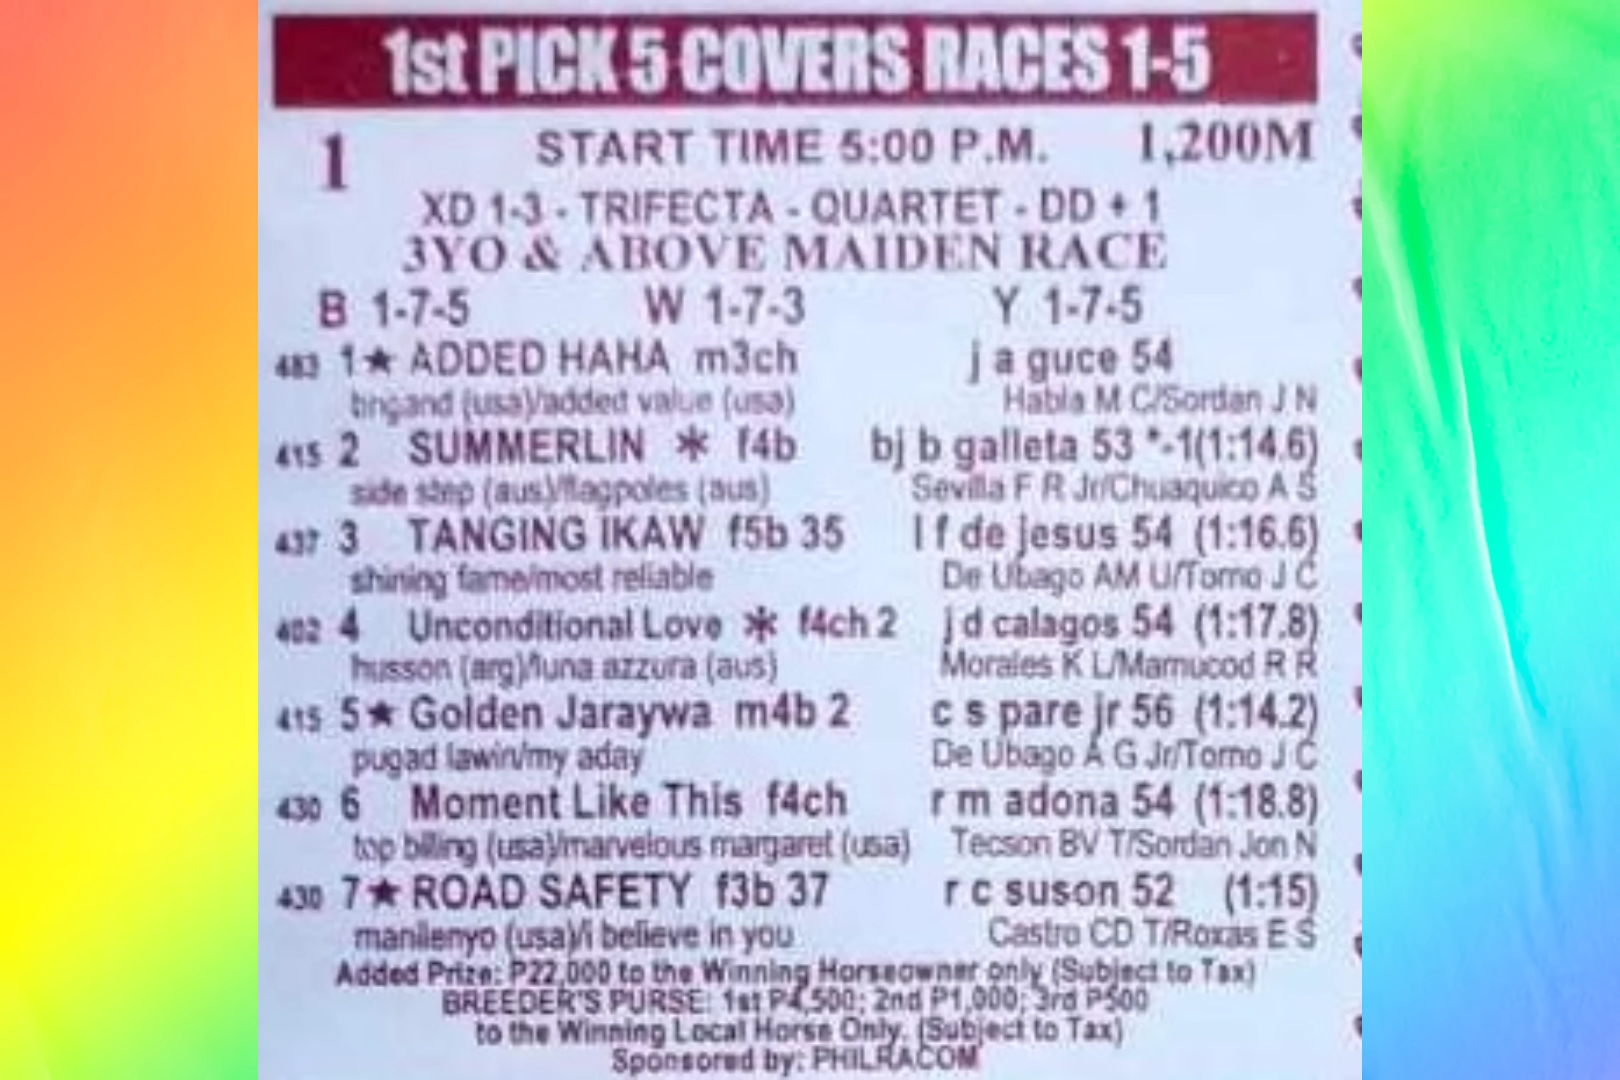 1st PICK 5 COVERS RACES 1-5
1 START TIME 5:00 P.M. 1,200M
XD 1-3 - TRIFECTA - QUARTET - DD + 1
3YO & ABOVE MAIDEN RACE
B 1-7-5 W 1-7-3 Y 1-7-5
483 1★ ADDED HAHA m3ch j a guce 54
brigand (usa)/added value (usa) Habla M C/Sordan J N
415 2 SUMMERLIN * f4b bj b galleta 53 *-1(1:14.6)
side step (aus)/flagpoles (aus) Sevilla F R Jr/Chuaquico A S
437 3 TANGING IKAW f5b 35 l f de jesus 54 (1:16.6)
shining fame/most reliable De Ubago AM U/Torno J C
402 4 Unconditional Love * f4ch 2 j d calagos 54 (1:17.8)
husson (arg)/luna azzura (aus) Morales K L/Mamucod R R
415 5★ Golden Jaraywa m4b 2 c s pare jr 56 (1:14.2)
pugad lawin/my aday De Ubago A G Jr/Torno J C
430 6 Moment Like This f4ch r m adona 54 (1:18.8)
top billing (usa)/marvelous margaret (usa) Tecson BV T/Sordan Jon N
430 7★ ROAD SAFETY f3b 37 r c suson 52 (1:15)
manilenyo (usa)/i believe in you Castro CD T/Roxas E S
Added Prize: P22,000 to the Winning Horseowner only (Subject to Tax)
BREEDER'S PURSE: 1st P4,500; 2nd P1,000; 3rd P500
to the Winning Local Horse Only. (Subject to Tax)
Sponsored by: PHILRACOM